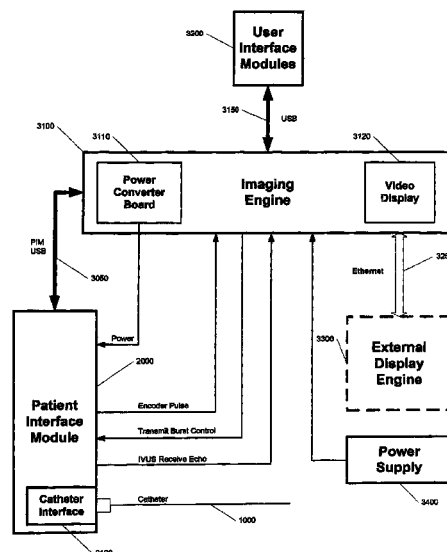 3200
User
Interface
Modules
3150
USB
3100
3110
3120
Power
Converter
Board
Imaging
Engine
Video
Display
PIM
USB
3050
Ethernet
Power
2000
3300
External
Display
Engine
Patient
Interface
Module
Encoder Pulse
Transmit Burst Control
IVUS Receive Echo
Power
Supply
3400
Catheter
Interface
Catheter
1000